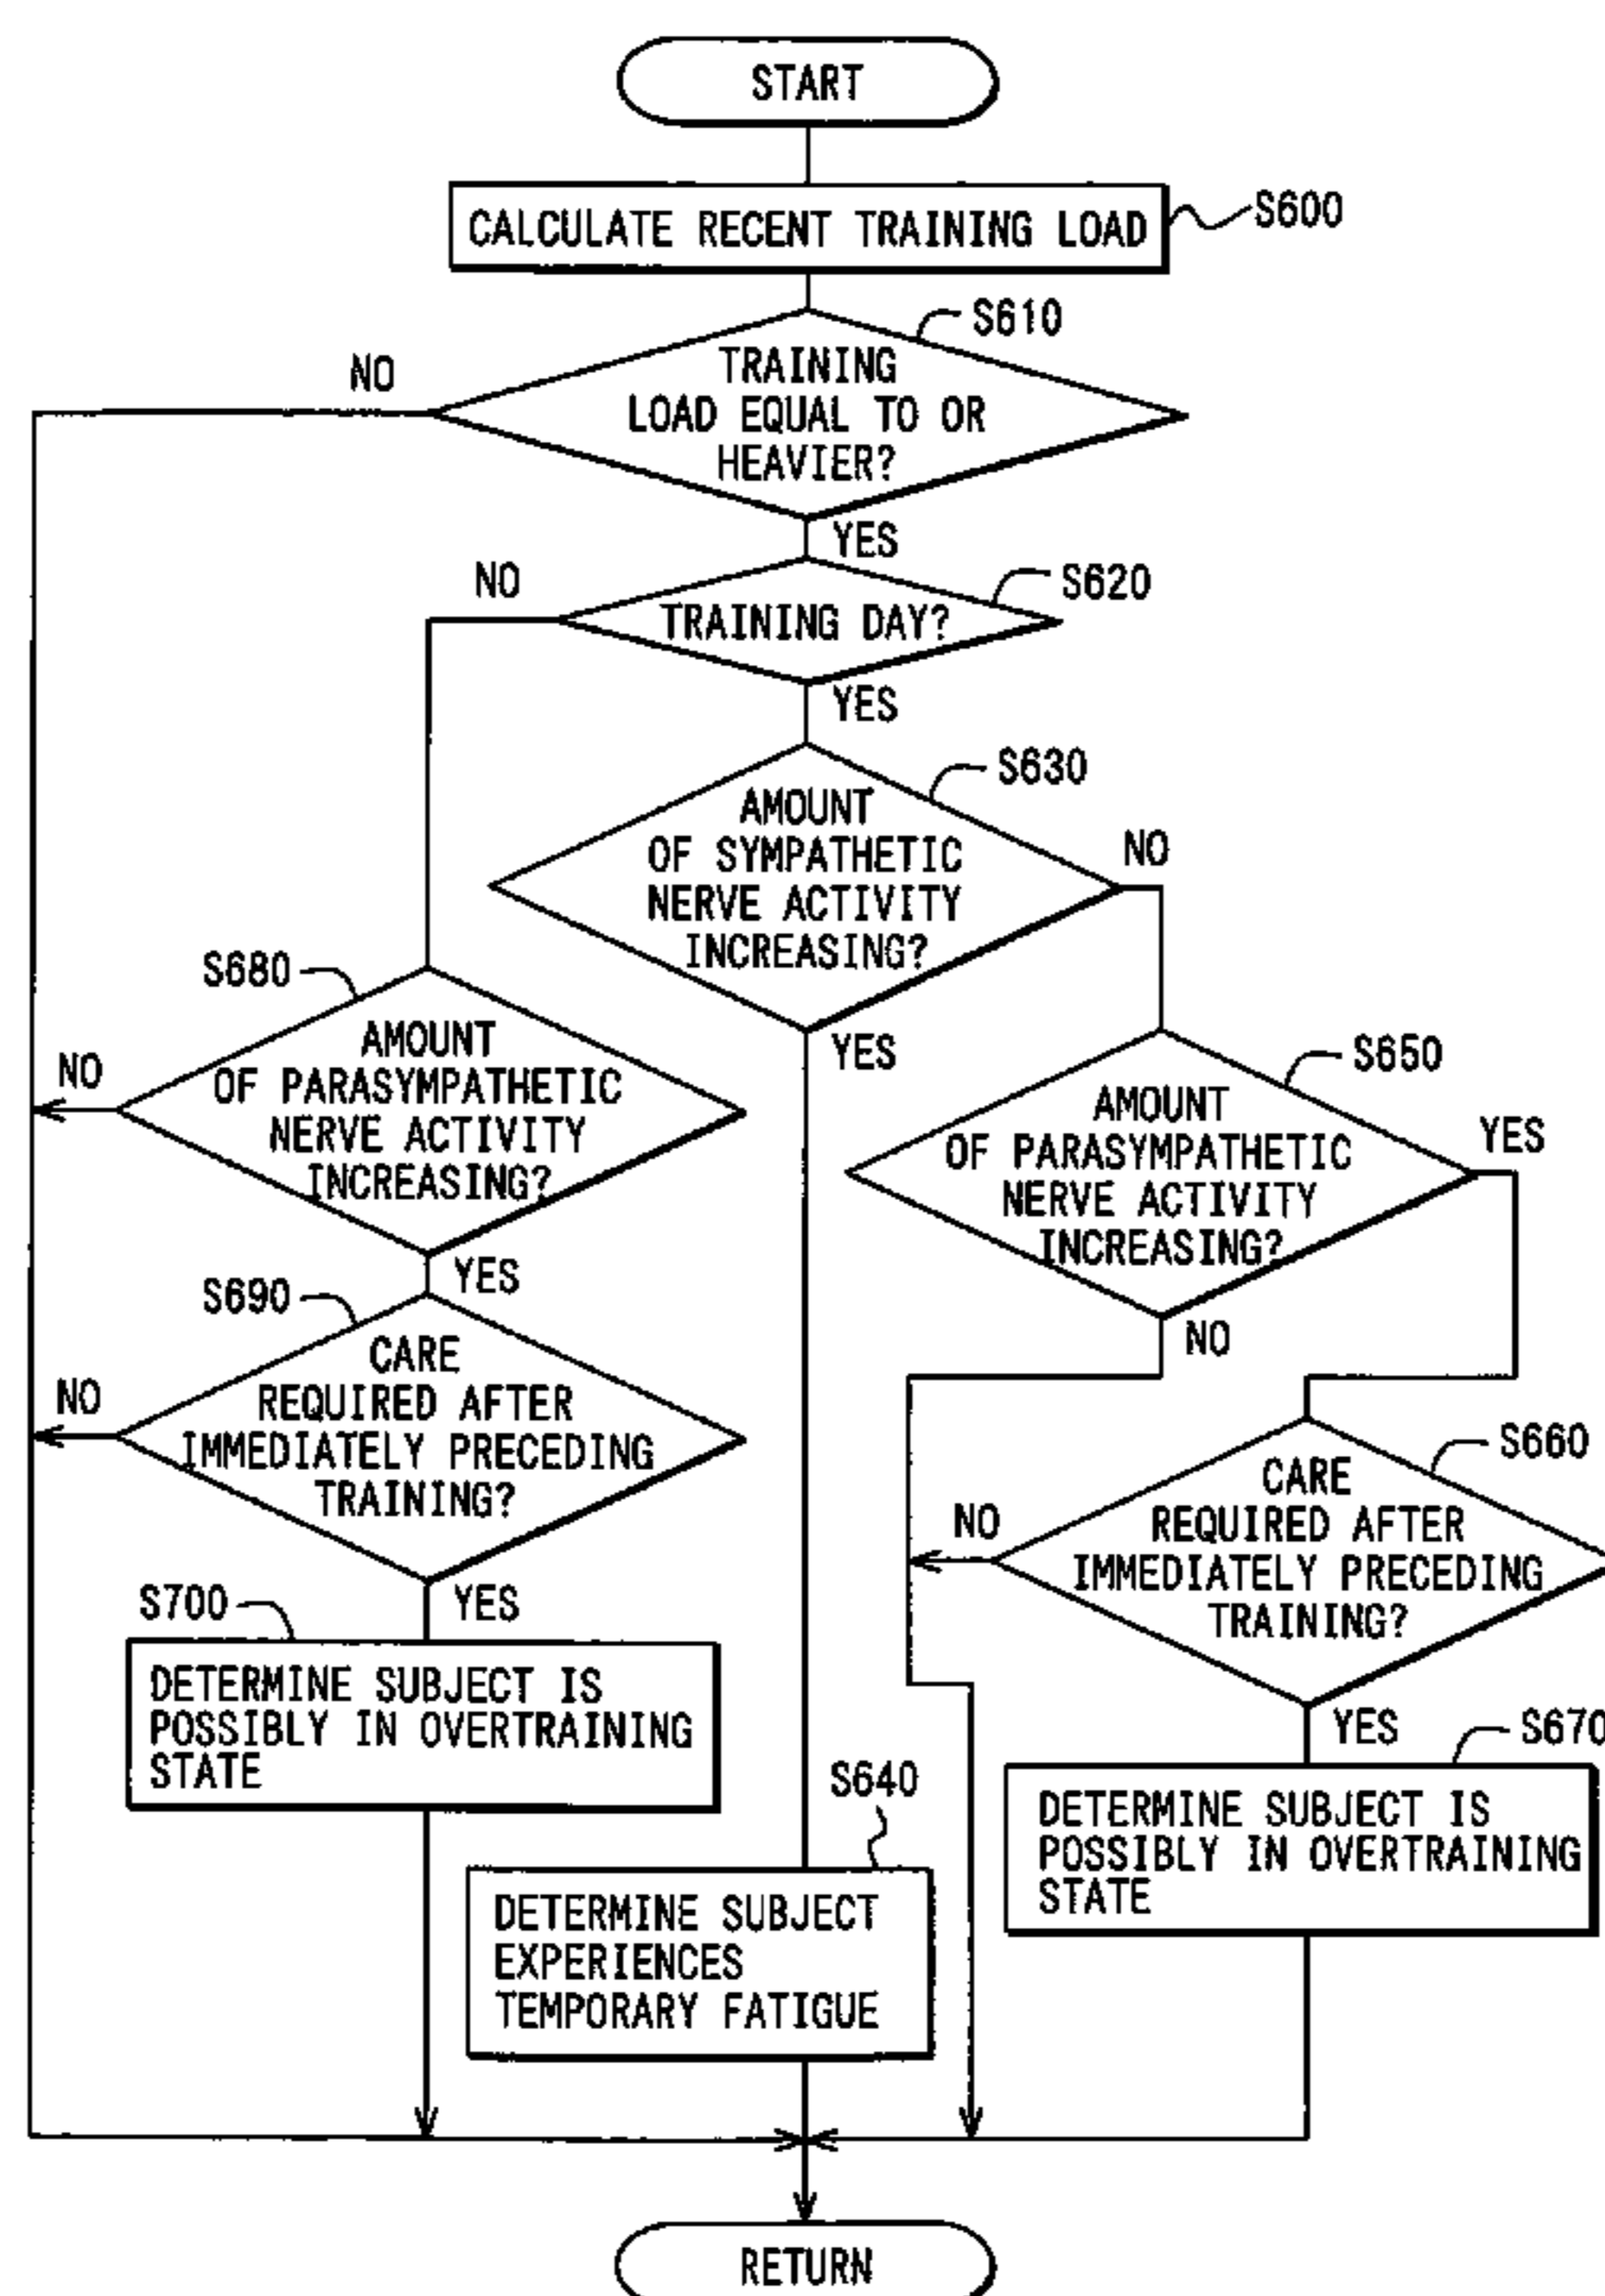 START
CALCULATE RECENT TRAINING LOAD
S600
S610
TRAINING
LOAD EQUAL TO OR
HEAVIER?
NO
YES
S620
TRAINING DAY?
NO
YES
S630
AMOUNT
OF SYMPATHETIC
NERVE ACTIVITY
INCREASING?
NO
YES
S680
AMOUNT
OF PARASYMPATHETIC
NERVE ACTIVITY
INCREASING?
NO
YES
S650
AMOUNT
OF PARASYMPATHETIC
NERVE ACTIVITY
INCREASING?
YES
NO
S690
CARE
REQUIRED AFTER
IMMEDIATELY PRECEDING
TRAINING?
NO
YES
S660
CARE
REQUIRED AFTER
IMMEDIATELY PRECEDING
TRAINING?
NO
YES
S700
DETERMINE SUBJECT IS
POSSIBLY IN OVERTRAINING
STATE
S670
DETERMINE SUBJECT IS
POSSIBLY IN OVERTRAINING
STATE
S640
DETERMINE SUBJECT
EXPERIENCES
TEMPORARY FATIGUE
RETURN